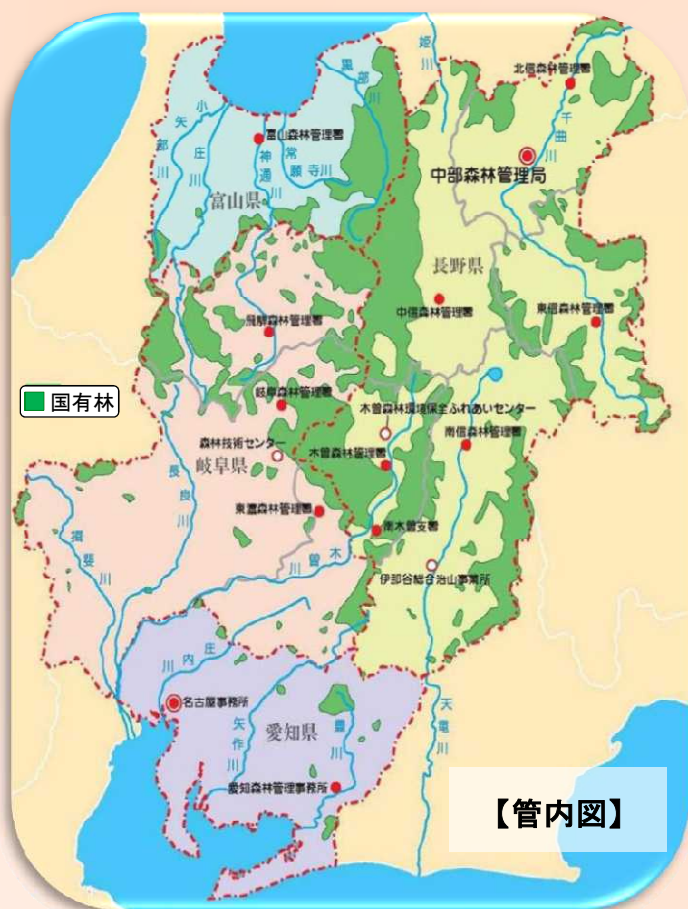 姫川
北信森林管理署
黒部川
千曲川
小矢部川
庄川
富山森林管理署
神通川
常願寺川
中部森林管理局
富山県
長野県
中信森林管理署
東信森林管理署
飛騨森林管理署
国有林
岐阜森林管理署
木曽森林環境保全ふれあいセンター
南信森林管理署
森林技術センター
木曽森林管理署
岐阜県
長良川
東濃森林管理署
南木曽支署
揖斐川
木曽川
伊那谷総合治山事業所
庄内川
名古屋事務所
矢作川
愛知県
豊川
天竜川
愛知森林管理事務所
【管内図】